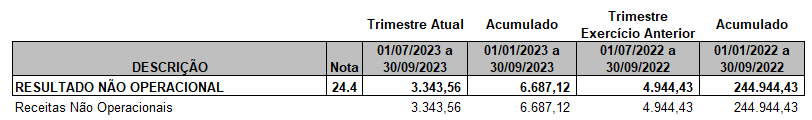 Trimestre Atual Acumulado Trimestre Exercício Anterior Acumulado
DESCRIÇÃO Nota 01/07/2023 a 30/09/2023 01/01/2023 a 30/09/2023 01/07/2022 a 30/09/2022 01/01/2022 a 30/09/2022
RESULTADO NÃO OPERACIONAL 24.4 3.343,56 6.687,12 4.944,43 244.944,43
Receitas Não Operacionais 3.343,56 6.687,12 4.944,43 244.944,43